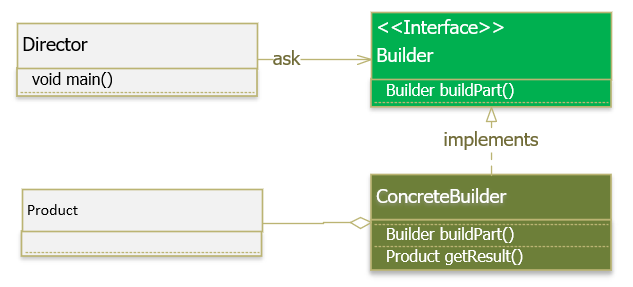 Director
void main()
ask
<<Interface>>
Builder
Builder buildPart()
implements
Product
ConcreteBuilder
Builder buildPart()
Product getResult()